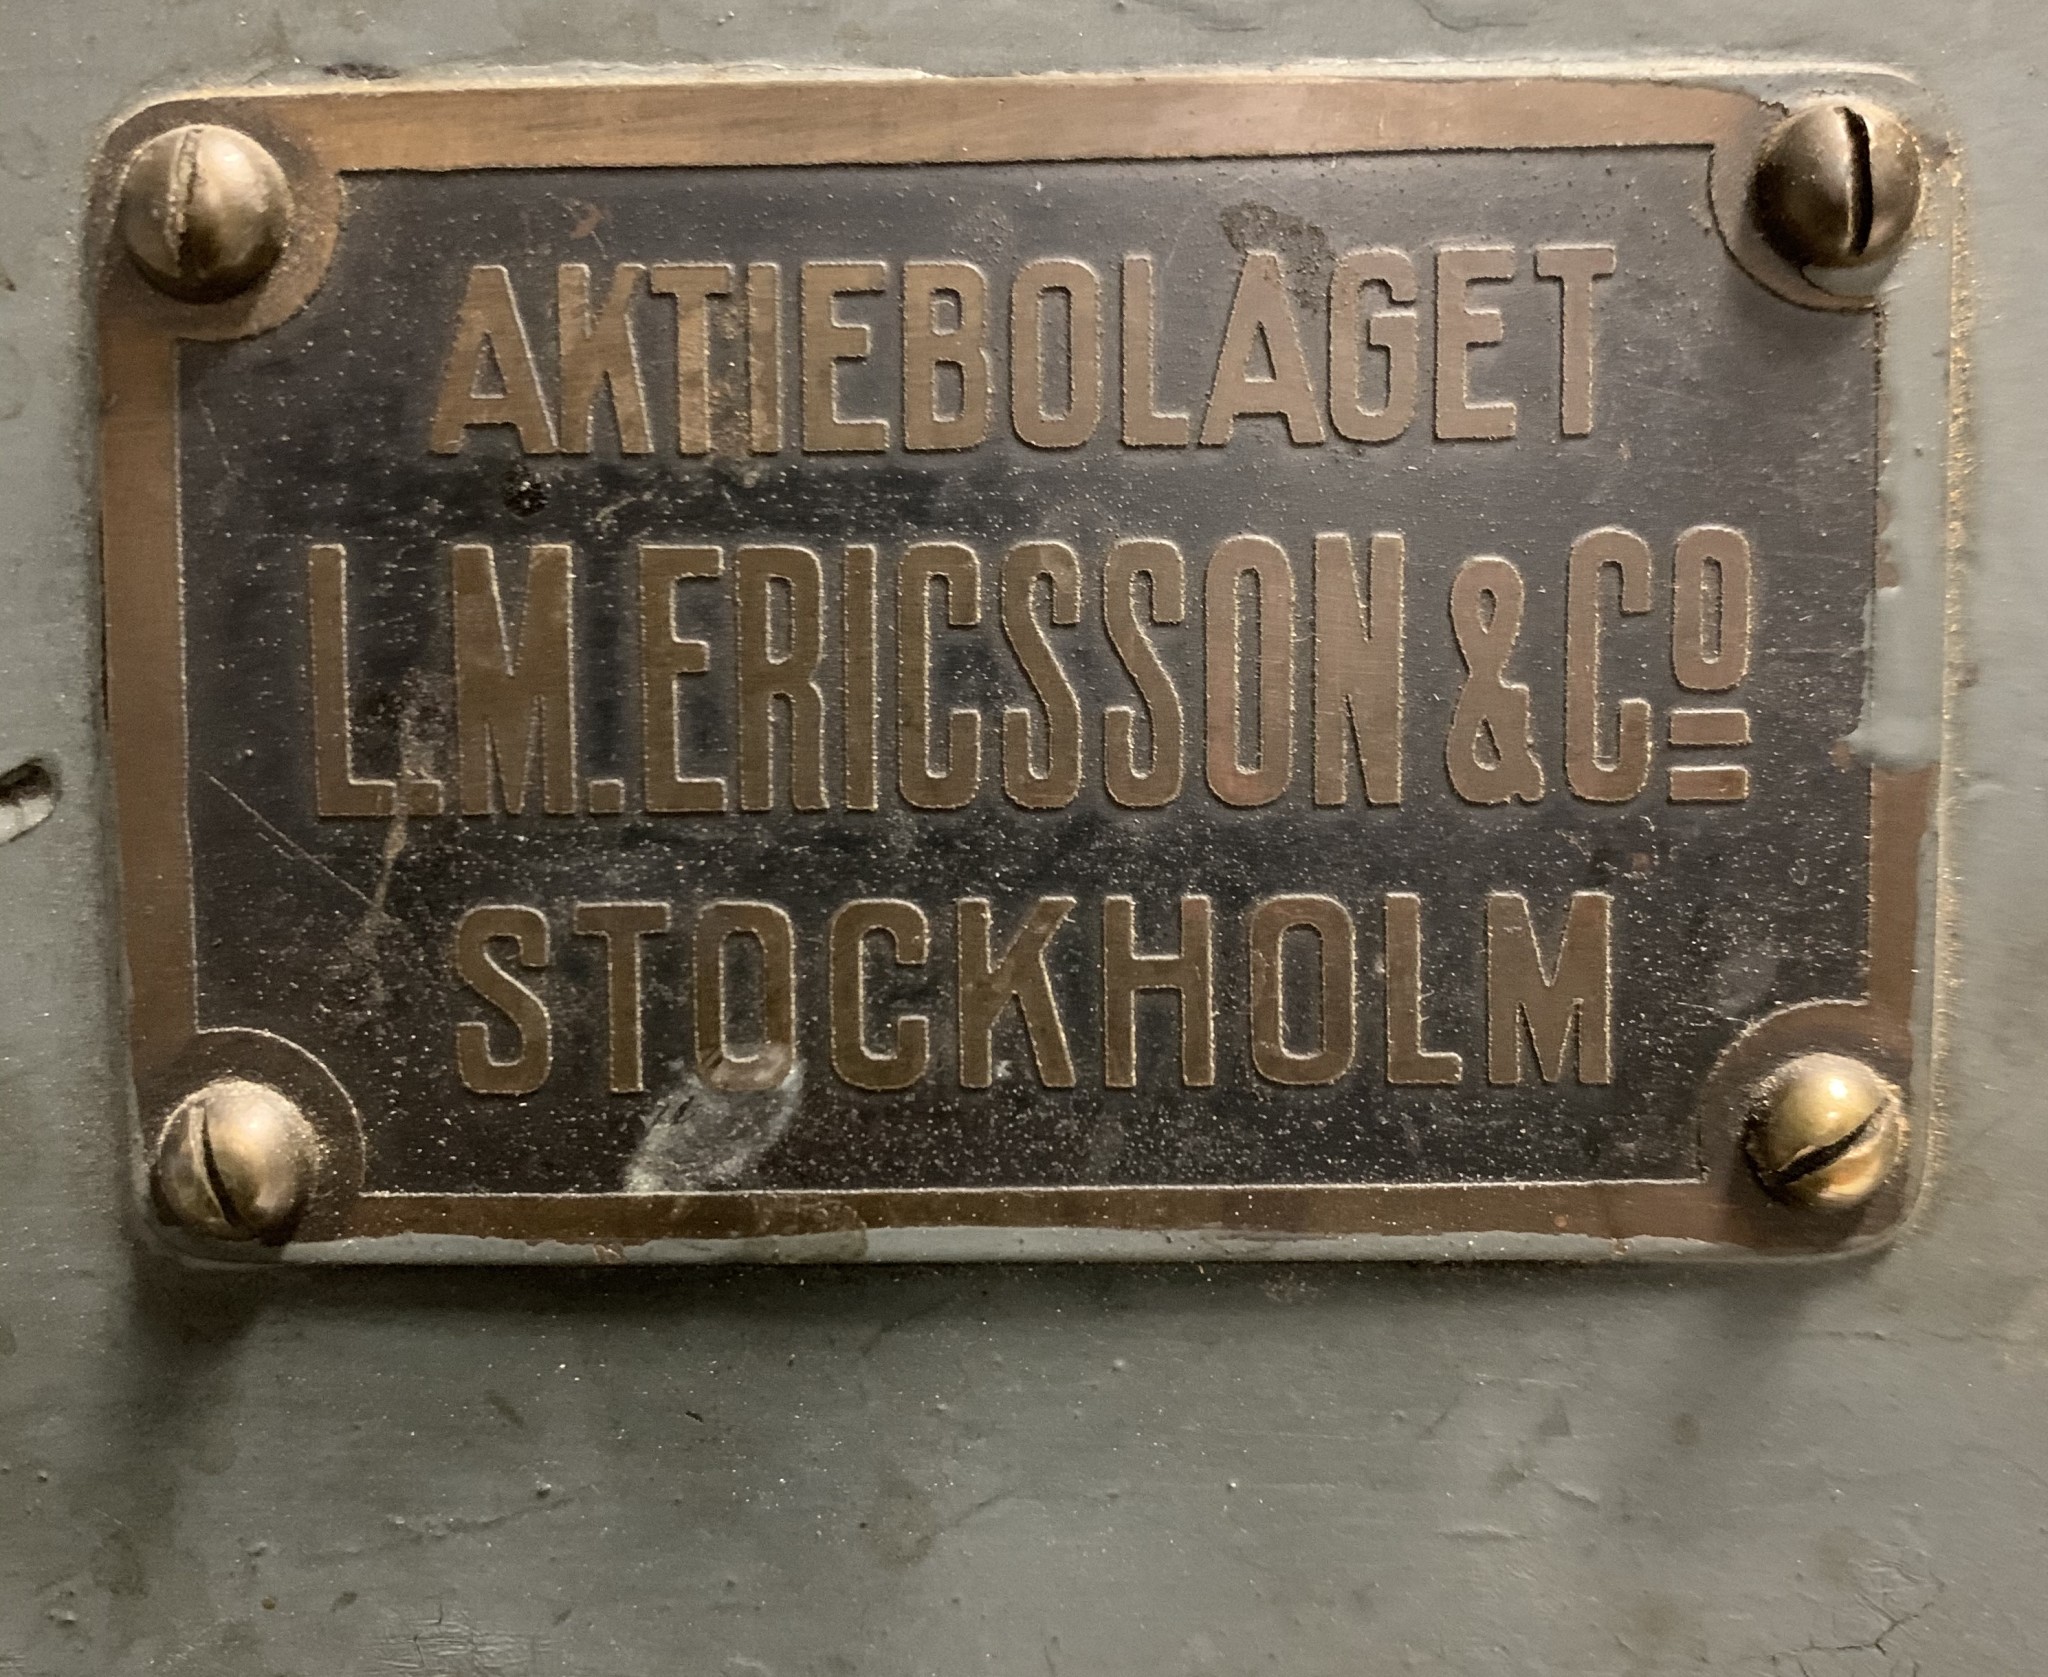 AKTIEBOLAGET
L.M.ERICSSON & Cº
STOCKHOLM